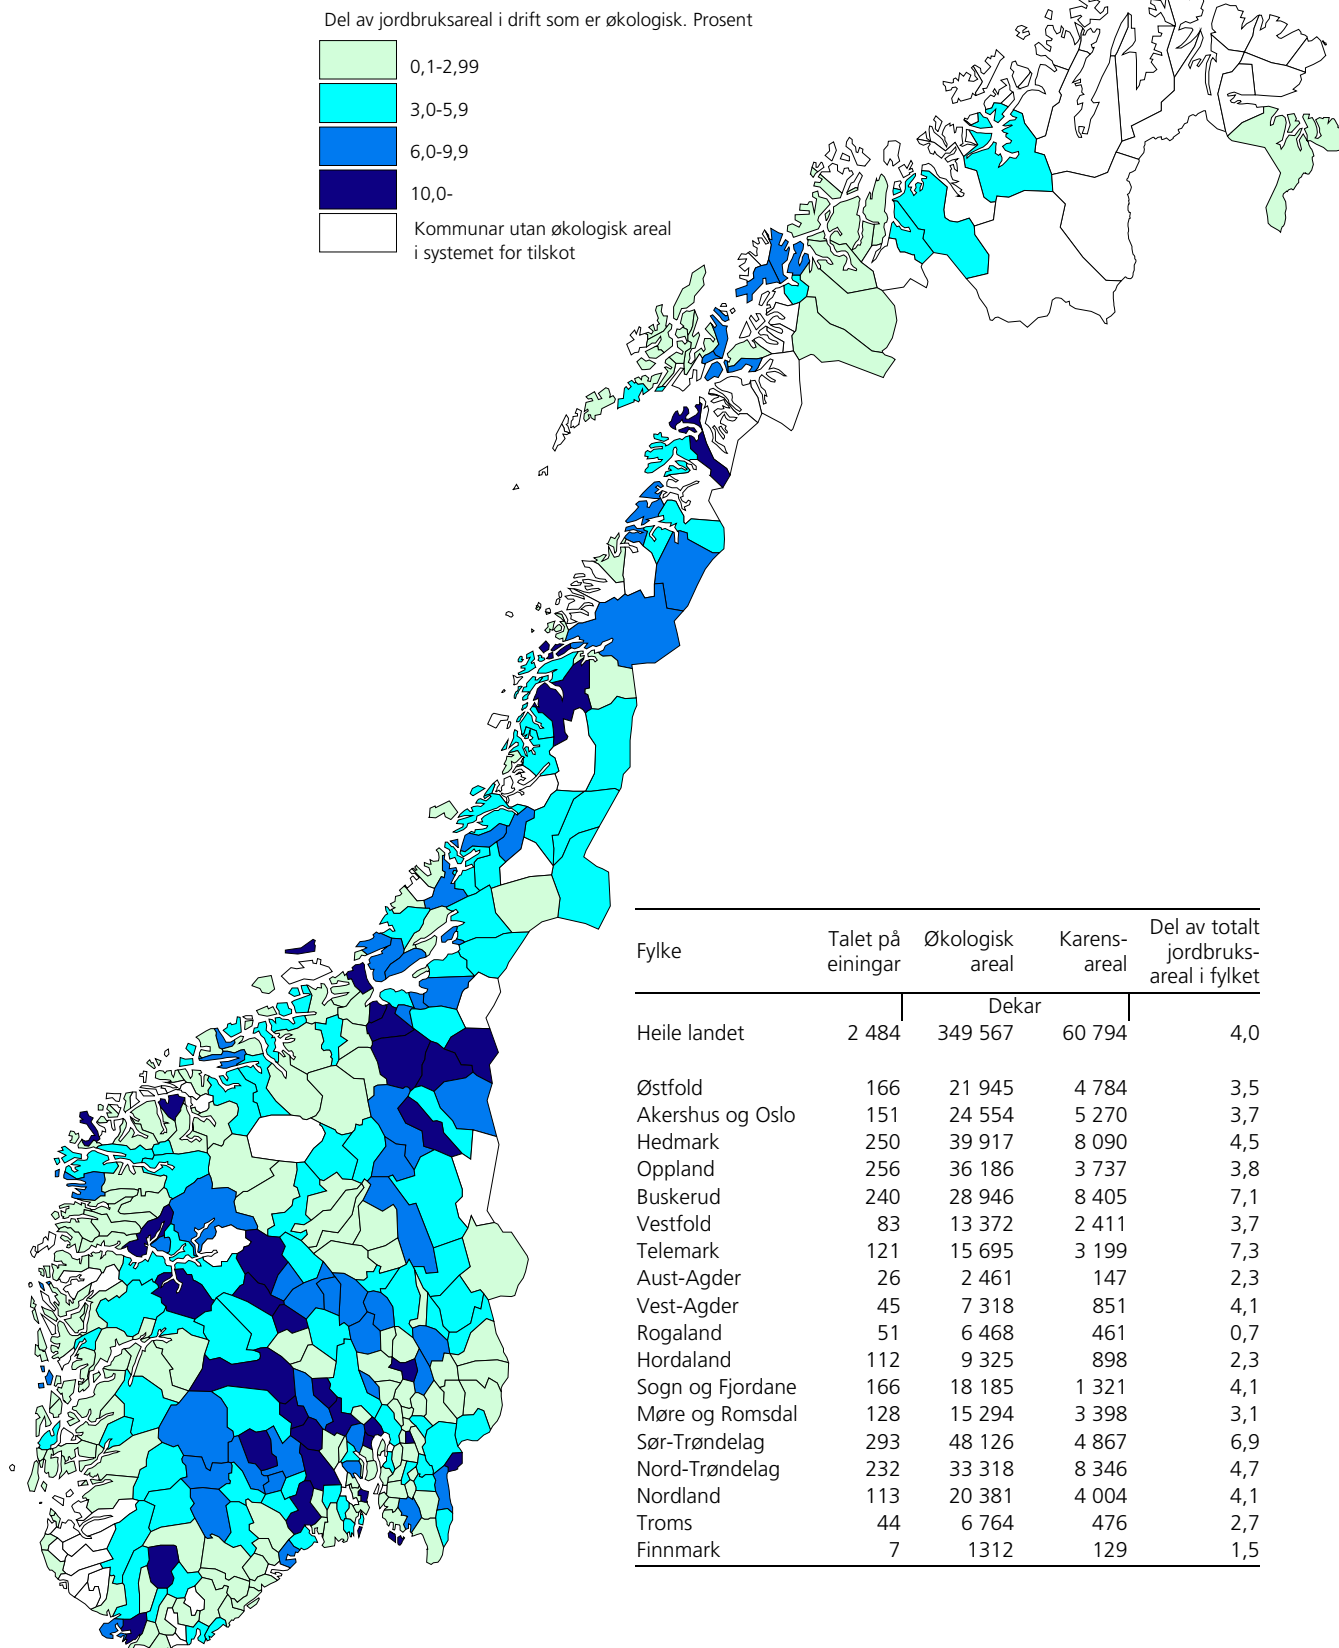 Del av jordbruksareal i drift som er økologisk. Prosent
0,1-2,99
3,0-5,9
6,0-9,9
10,0-
Kommunar utan økologisk areal
i systemet for tilskot
Fylke Talet på einingar Økologisk areal Karens-areal Del av totalt jordbruks-areal i fylket
Dekar
Heile landet 2 484 349 567 60 794 4,0
Østfold 166 21 945 4 784 3,5
Akershus og Oslo 151 24 554 5 270 3,7
Hedmark 250 39 917 8 090 4,5
Oppland 256 36 186 3 737 3,8
Buskerud 240 28 946 8 405 7,1
Vestfold 83 13 372 2 411 3,7
Telemark 121 15 695 3 199 7,3
Aust-Agder 26 2 461 147 2,3
Vest-Agder 45 7 318 851 4,1
Rogaland 51 6 468 461 0,7
Hordaland 112 9 325 898 2,3
Sogn og Fjordane 166 18 185 1 321 4,1
Møre og Romsdal 128 15 294 3 398 3,1
Sør-Trøndelag 293 48 126 4 867 6,9
Nord-Trøndelag 232 33 318 8 346 4,7
Nordland 113 20 381 4 004 4,1
Troms 44 6 764 476 2,7
Finnmark 7 1312 129 1,5